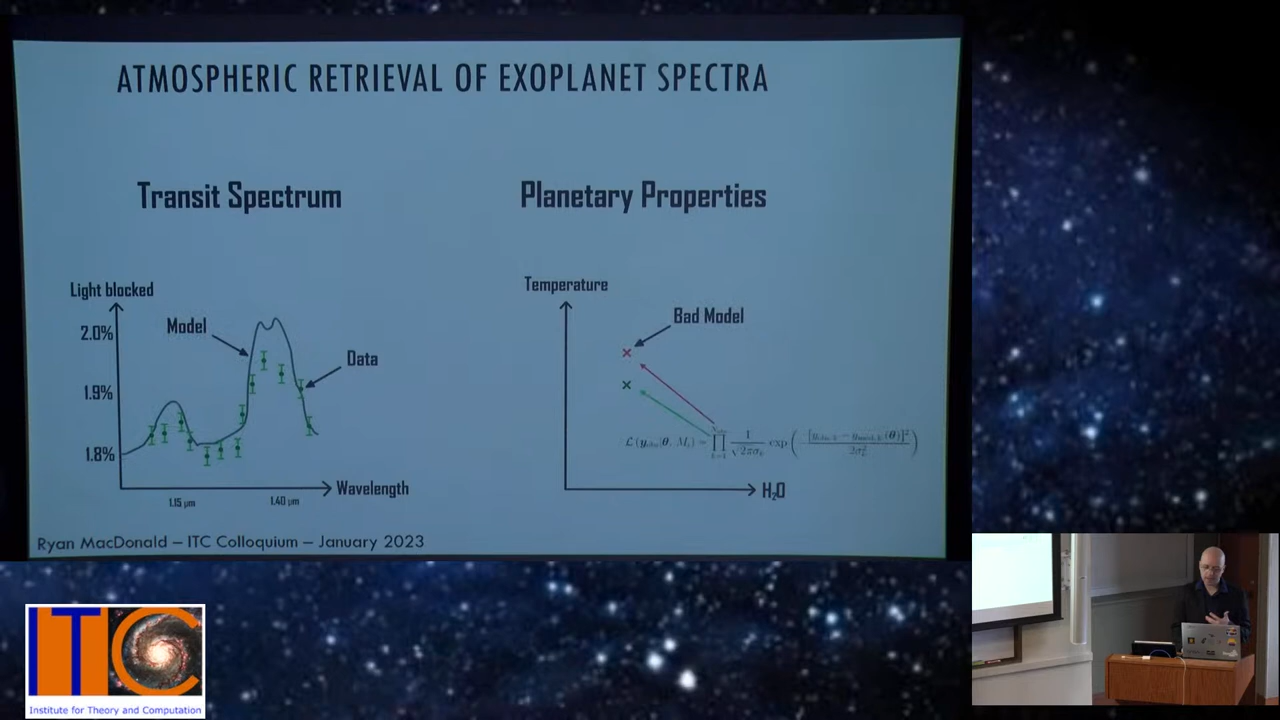 ATMOSPHERIC RETRIEVAL OF EXOPLANET SPECTRA
Transit Spectrum
Planetary Properties
Light blocked
2.0%
1.9%
1.8%
Model
Data
1.15 μm
1.40 μm
Wavelength
Temperature
Bad Model
H₂O
Ryan MacDonald – ITC Colloquium – January 2023
ITC
Institute for Theory and Computation